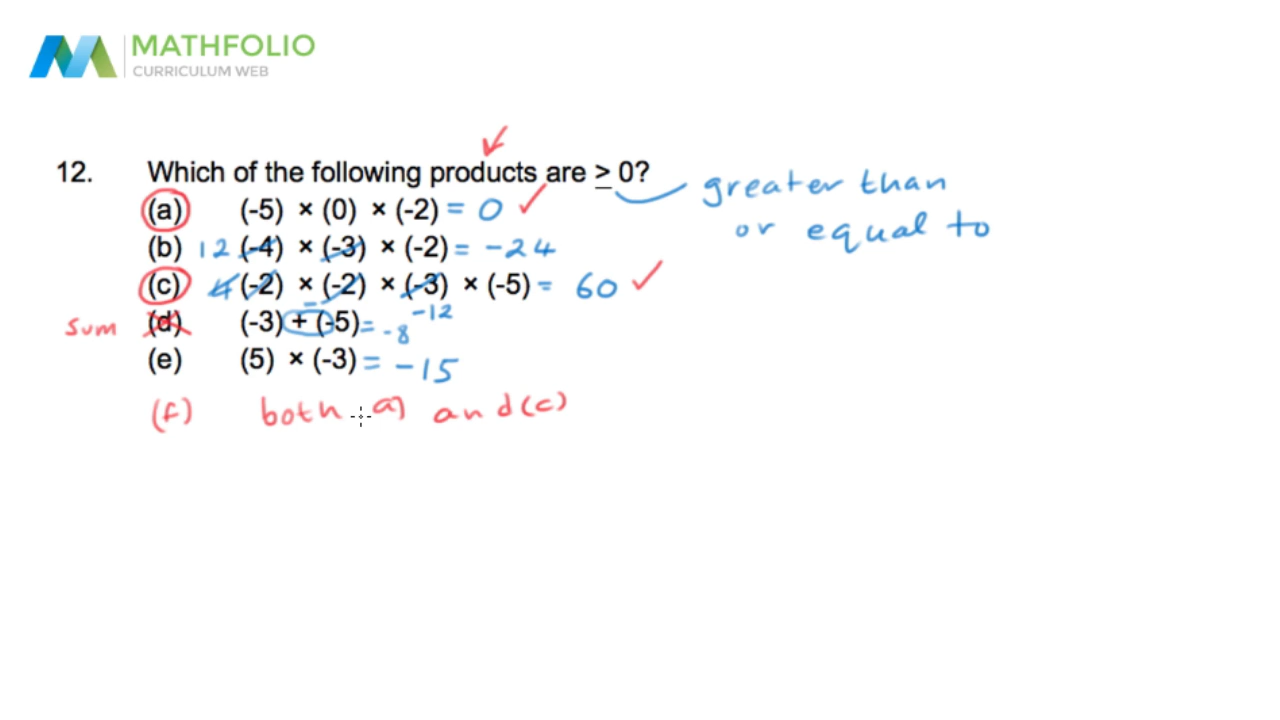 MATHFOLIO
CURRICULUM WEB
12. Which of the following products are ≥ 0?
greater than
or equal to
(a) (-5) × (0) × (-2) = 0 ✓
(b) 12 (-4) × (-3) × (-2) = -24
(c) 4 (-2) × (-2) × (-3) × (-5) = 60 ✓
-12
sum (d) (-3) + (-5) = -8
(e) (5) × (-3) = -15
(f) both a) and (c)